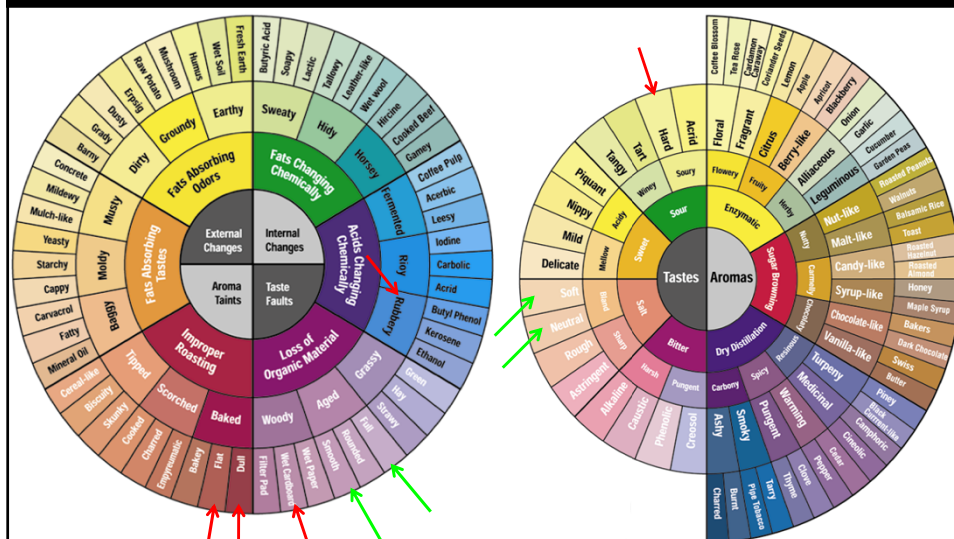 External
Changes
Internal
Changes
Aroma
Taints
Taste
Faults
Fats Absorbing
Odors
Fats Changing
Chemically
Acids Changing
Chemically
Loss of
Organic Material
Improper
Roasting
Fats Absorbing
Tastes
Musty
Dirty
Groundy
Earthy
Sweaty
Hidy
Horsey
Fermented
Rioy
Rubbery
Grassy
Aged
Woody
Baked
Scorched
Tipped
Baggy
Moldy
Concrete
Barny
Grady
Dusty
Erpsig
Raw Potato
Mushroom
Humus
Wet Soil
Fresh Earth
Butyric Acid
Soapy
Lactic
Tallowy
Leather-like
Wet wool
Hircine
Cooked Beef
Gamey
Coffee Pulp
Acerbic
Leesy
Iodine
Carbolic
Acrid
Butyl Phenol
Kerosene
Ethanol
Green
Hay
Strawy
Full
Rounded
Smooth
Wet Paper
Wet Cardboard
Filter Pad
Dull
Flat
Bakey
Empyreumatic
Charred
Cooked
Skunky
Biscuity
Cereal-like
Mineral Oil
Fatty
Carvacrol
Cappy
Starchy
Yeasty
Mulch-like
Mildewy
Tastes
Aromas
Sour
Sweet
Salt
Bitter
Enzymatic
Sugar Browning
Dry Distillation
Soury
Winey
Acidy
Mellow
Bland
Sharp
Harsh
Pungent
Acrid
Hard
Tart
Tangy
Piquant
Nippy
Mild
Delicate
Soft
Neutral
Rough
Astringent
Alkaline
Caustic
Phenolic
Creosol
Flowery
Fruity
Herby
Nutty
Carmelly
Chocolaty
Resinous
Spicy
Carbony
Floral
Fragrant
Citrus
Berry-like
Alliaceous
Leguminous
Nut-like
Malt-like
Candy-like
Syrup-like
Chocolate-like
Vanilla-like
Turpeny
Medicinal
Warming
Pungent
Smoky
Ashy
Coffee Blossom
Tea Rose
Cardamon
Caraway
Coriander Seeds
Lemon
Apple
Apricot
Blackberry
Onion
Garlic
Cucumber
Garden Peas
Roasted Peanuts
Walnuts
Balsamic Rice
Toast
Roasted
Hazelnut
Roasted
Almond
Honey
Maple Syrup
Bakers
Dark Chocolate
Swiss
Butter
Piney
Black
Currant-like
Camphoric
Cineolic
Cedar
Pepper
Clove
Thyme
Tarry
Pipe Tobacco
Burnt
Charred